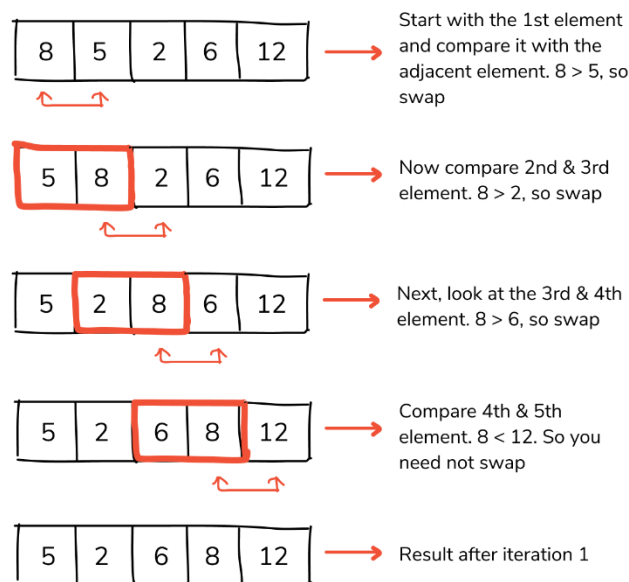 8 5 2 6 12
Start with the 1st element
and compare it with the
adjacent element. 8 > 5, so
swap
5 8 2 6 12
Now compare 2nd & 3rd
element. 8 > 2, so swap
5 2 8 6 12
Next, look at the 3rd & 4th
element. 8 > 6, so swap
5 2 6 8 12
Compare 4th & 5th
element. 8 < 12. So you
need not swap
5 2 6 8 12
Result after iteration 1